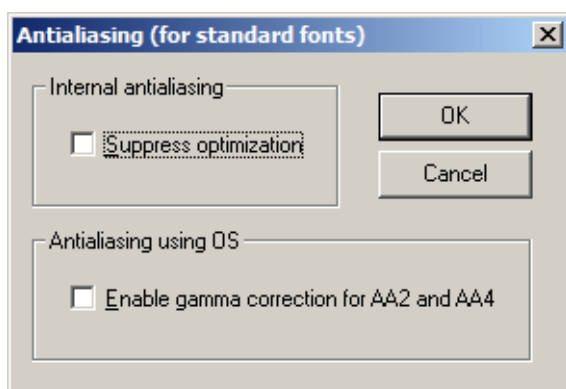 Antialiasing (for standard fonts)
Internal antialiasing
OK
Suppress optimization
Cancel
Antialiasing using OS
Enable gamma correction for AA2 and AA4